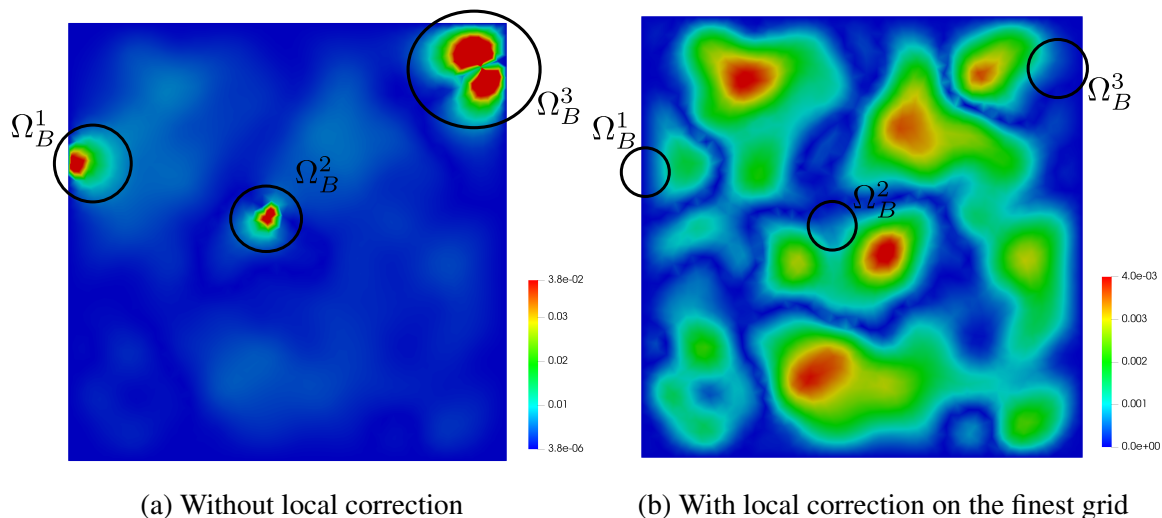 Ω_B^1
Ω_B^2
Ω_B^3
3.8e-02
0.03
0.02
0.01
3.8e-06
(a) Without local correction
Ω_B^1
Ω_B^2
Ω_B^3
4.0e-03
0.003
0.002
0.001
0.0e+00
(b) With local correction on the finest grid